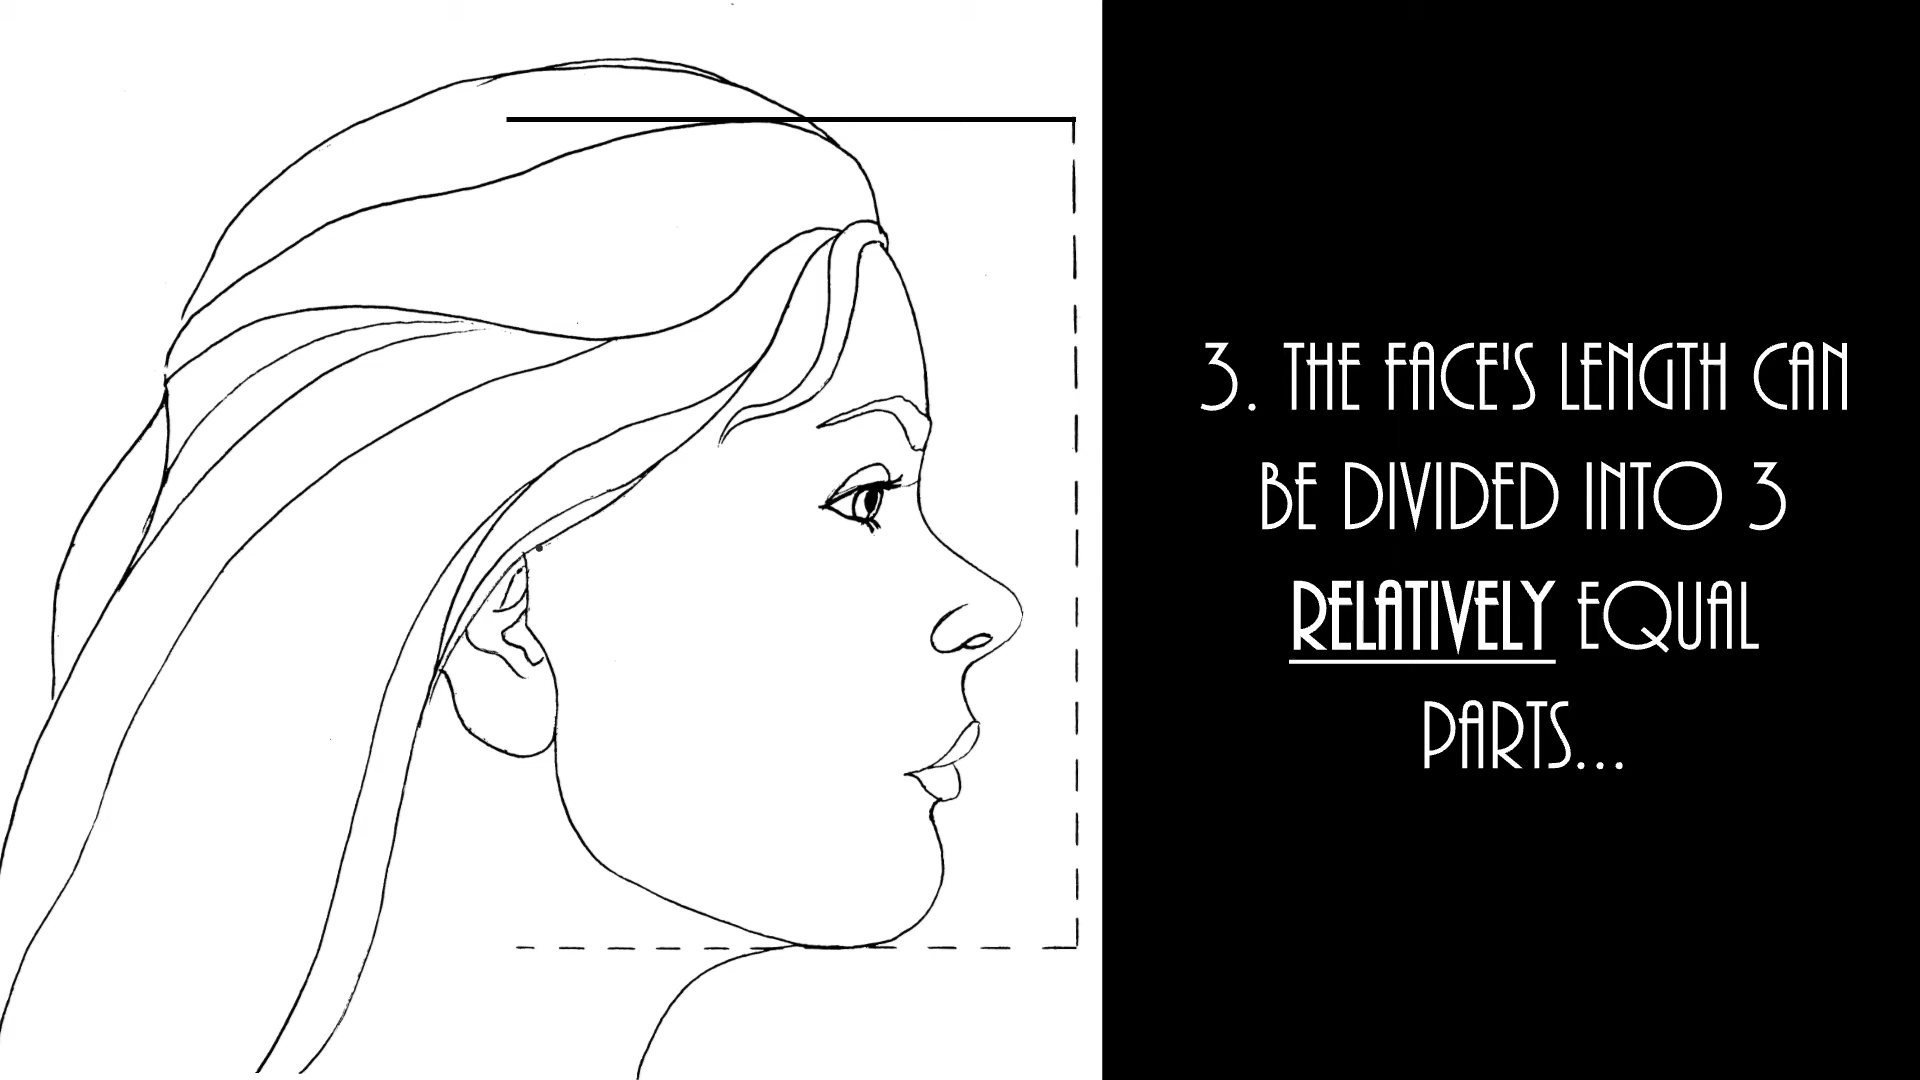 3. THE FACE'S LENGTH CAN
BE DIVIDED INTO 3
RELATIVELY EQUAL
PARTS...